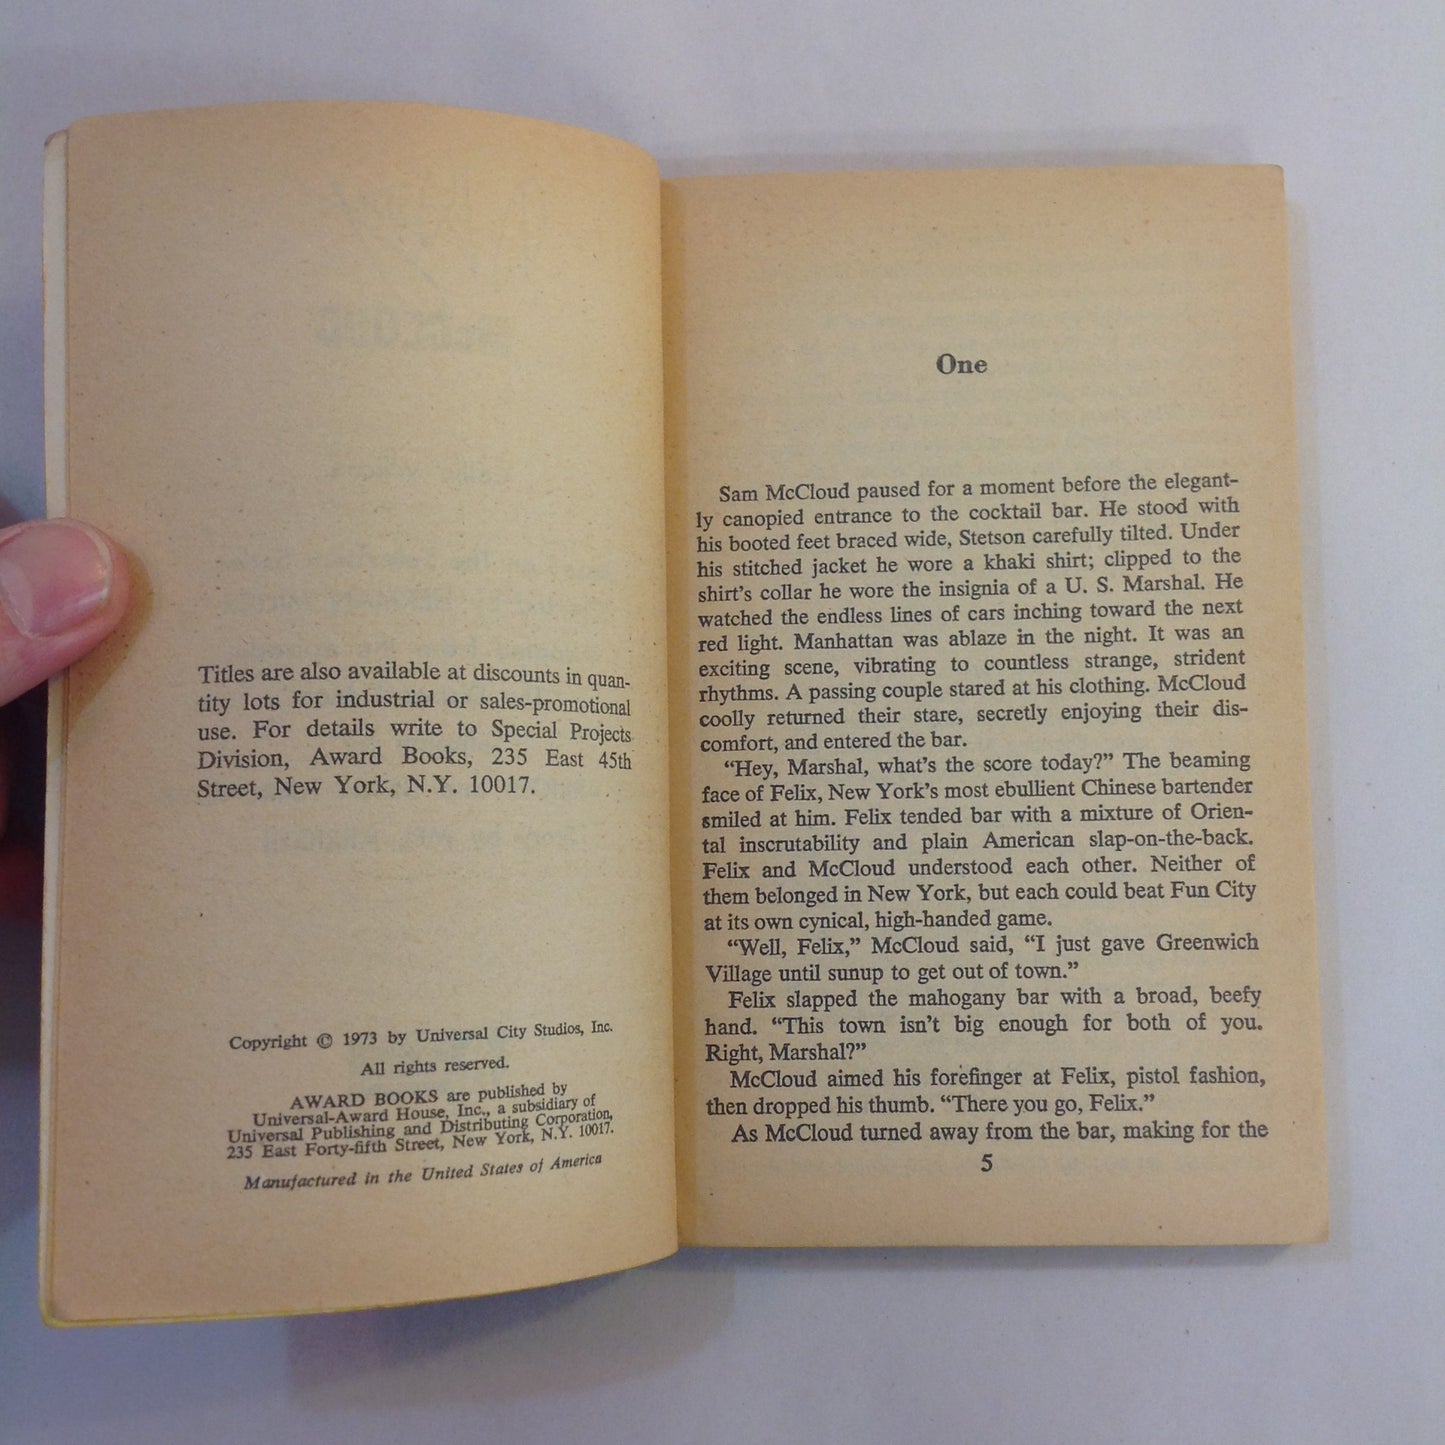 Titles are also available at discounts in quan-
tity lots for industrial or sales-promotional
use. For details write to Special Projects
Division, Award Books, 235 East 45th
Street, New York, N.Y. 10017.
Copyright © 1973 by Universal City Studios, Inc.
All rights reserved.
AWARD BOOKS are published by
Universal-Award House, Inc., a subsidiary of
Universal Publishing and Distributing Corporation,
235 East Forty-fifth Street, New York, N.Y. 10017.
Manufactured in the United States of America
One
Sam McCloud paused for a moment before the elegant-
ly canopied entrance to the cocktail bar. He stood with
his booted feet braced wide, Stetson carefully tilted. Under
his stitched jacket he wore a khaki shirt; clipped to the
shirt's collar he wore the insignia of a U. S. Marshal. He
watched the endless lines of cars inching toward the next
red light. Manhattan was ablaze in the night. It was an
exciting scene, vibrating to countless strange, strident
rhythms. A passing couple stared at his clothing. McCloud
coolly returned their stare, secretly enjoying their dis-
comfort, and entered the bar.
"Hey, Marshal, what's the score today?" The beaming
face of Felix, New York's most ebullient Chinese bartender
smiled at him. Felix tended bar with a mixture of Orien-
tal inscrutability and plain American slap-on-the-back.
Felix and McCloud understood each other. Neither of
them belonged in New York, but each could beat Fun City
at its own cynical, high-handed game.
"Well, Felix," McCloud said, "I just gave Greenwich
Village until sunup to get out of town."
Felix slapped the mahogany bar with a broad, beefy
hand. "This town isn't big enough for both of you.
Right, Marshal?"
McCloud aimed his forefinger at Felix, pistol fashion,
then dropped his thumb. "There you go, Felix."
As McCloud turned away from the bar, making for the
5